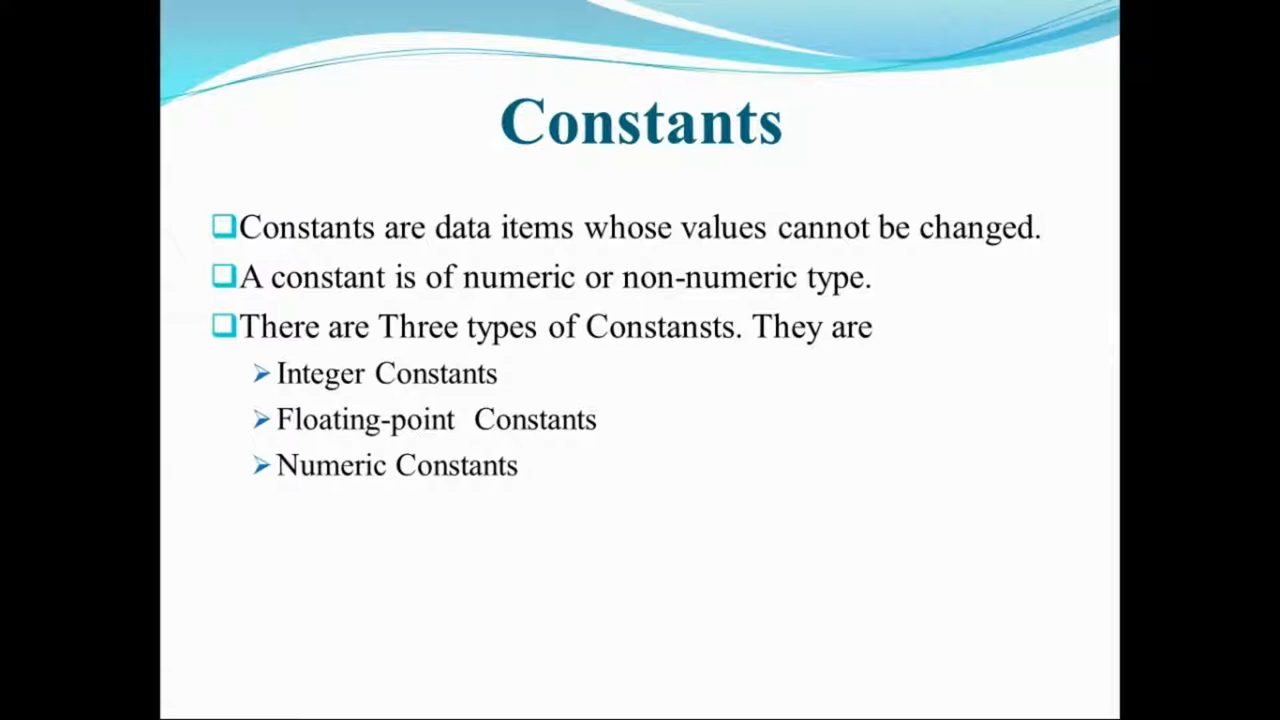 Constants
Constants are data items whose values cannot be changed.
A constant is of numeric or non-numeric type.
There are Three types of Constansts. They are
Integer Constants
Floating-point Constants
Numeric Constants